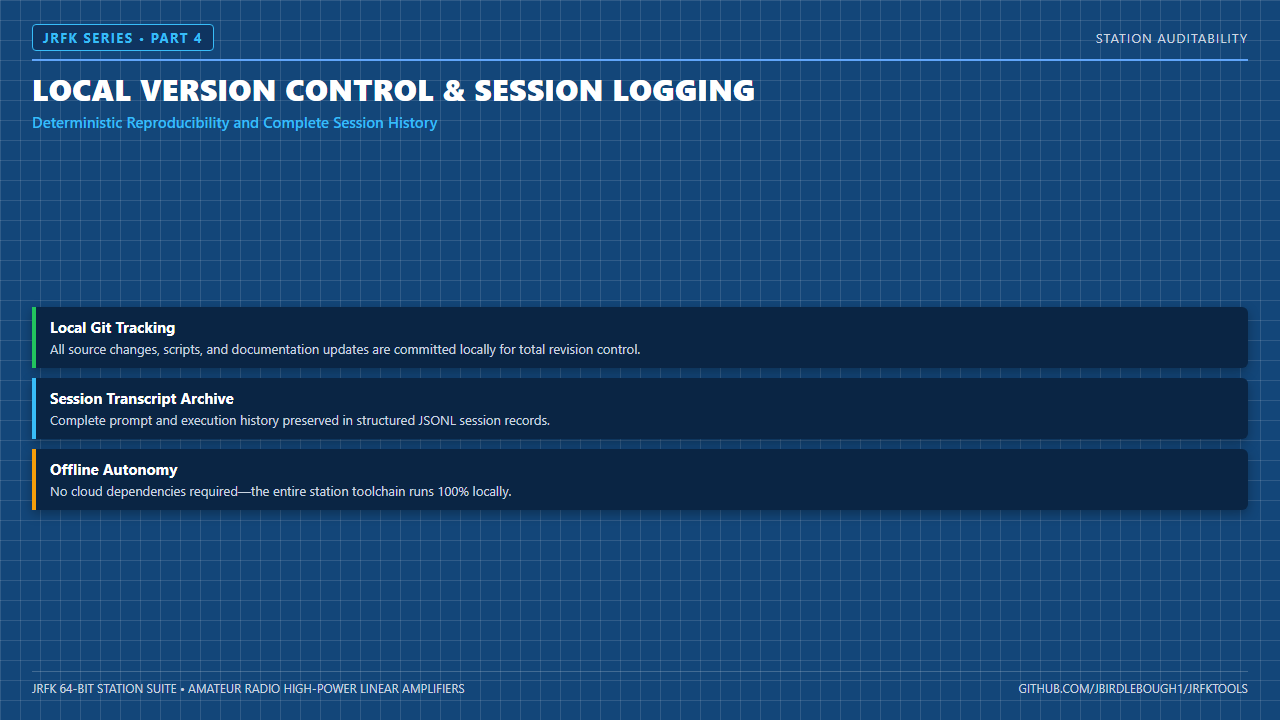 JRFK SERIES • PART 4
STATION AUDITABILITY
LOCAL VERSION CONTROL & SESSION LOGGING
Deterministic Reproducibility and Complete Session History
Local Git Tracking
All source changes, scripts, and documentation updates are committed locally for total revision control.
Session Transcript Archive
Complete prompt and execution history preserved in structured JSONL session records.
Offline Autonomy
No cloud dependencies required—the entire station toolchain runs 100% locally.
JRFK 64-BIT STATION SUITE • AMATEUR RADIO HIGH-POWER LINEAR AMPLIFIERS
GITHUB.COM/JBIRDLEBOUGH1/JRFKTOOLS